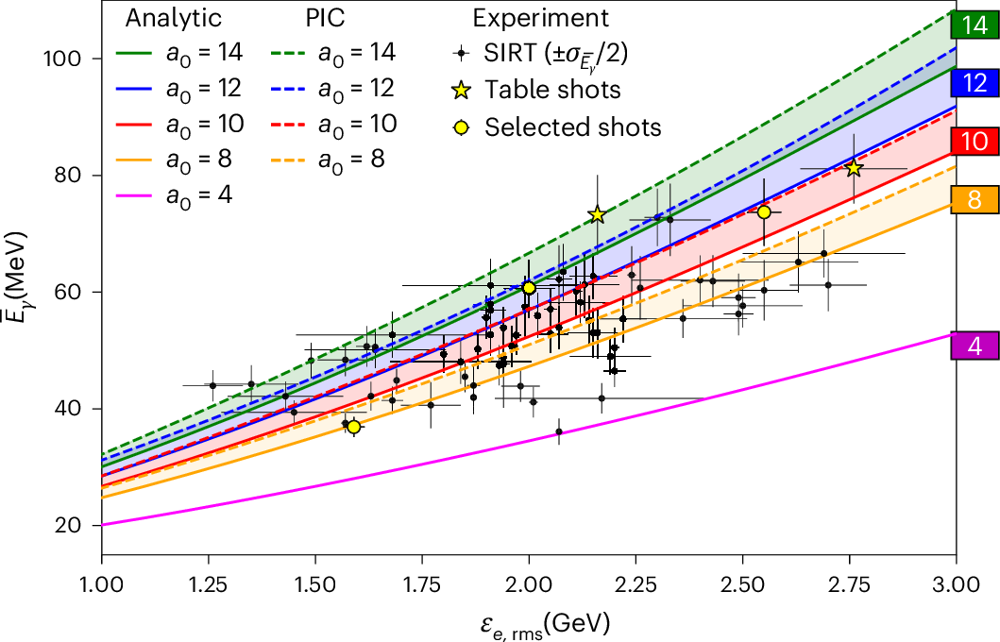 Analytic PIC Experiment
a₀ = 14 a₀ = 14 SIRT (±σ_E̅ᵧ/2)
a₀ = 12 a₀ = 12 Table shots
a₀ = 10 a₀ = 10 Selected shots
a₀ = 8 a₀ = 8
a₀ = 4
E̅ᵧ(MeV)
100
80
60
40
20
14
12
10
8
4
1.00 1.25 1.50 1.75 2.00 2.25 2.50 2.75 3.00
εₑ, rms(GeV)